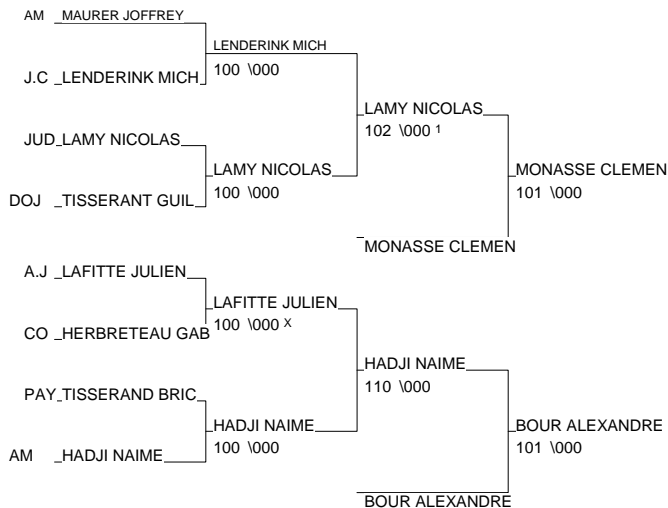 AM MAURER JOFFREY
LENDERINK MICH
100 \000
J.C LENDERINK MICH
LAMY NICOLAS
102 \000 1
JUD LAMY NICOLAS
LAMY NICOLAS
100 \000
MONASSE CLEMEN
101 \000
DOJ TISSERANT GUIL
MONASSE CLEMEN
A.J LAFITTE JULIEN
LAFITTE JULIEN
100 \000 X
CO HERBRETEAU GAB
HADJI NAIME
110 \000
PAY TISSERAND BRIC
HADJI NAIME
100 \000
BOUR ALEXANDRE
101 \000
AM HADJI NAIME
BOUR ALEXANDRE